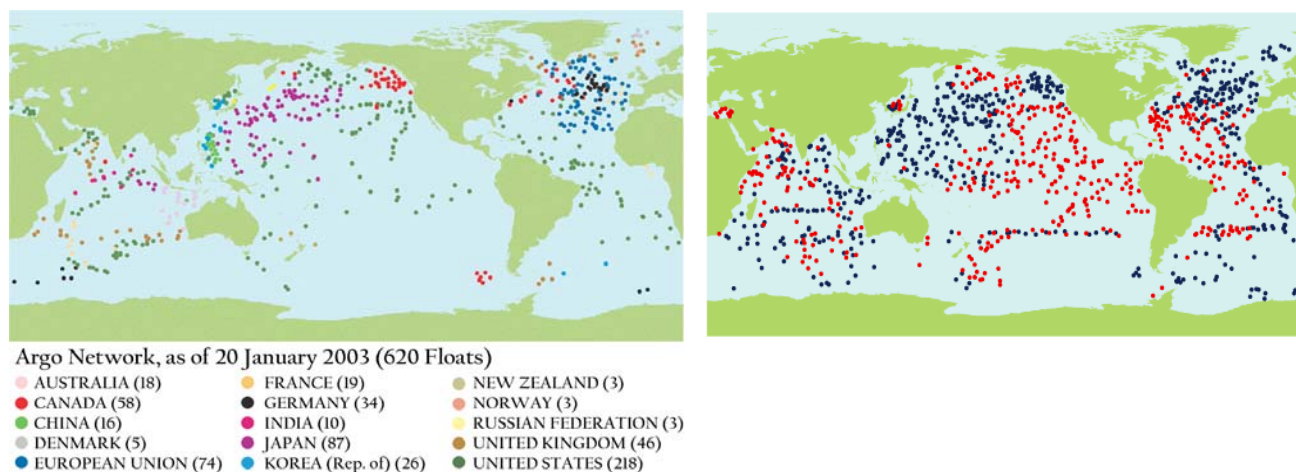 Argo Network, as of 20 January 2003 (620 Floats)
AUSTRALIA (18) FRANCE (19) NEW ZEALAND (3)
CANADA (58) GERMANY (34) NORWAY (3)
CHINA (16) INDIA (10) RUSSIAN FEDERATION (3)
DENMARK (5) JAPAN (87) UNITED KINGDOM (46)
EUROPEAN UNION (74) KOREA (Rep. of) (26) UNITED STATES (218)